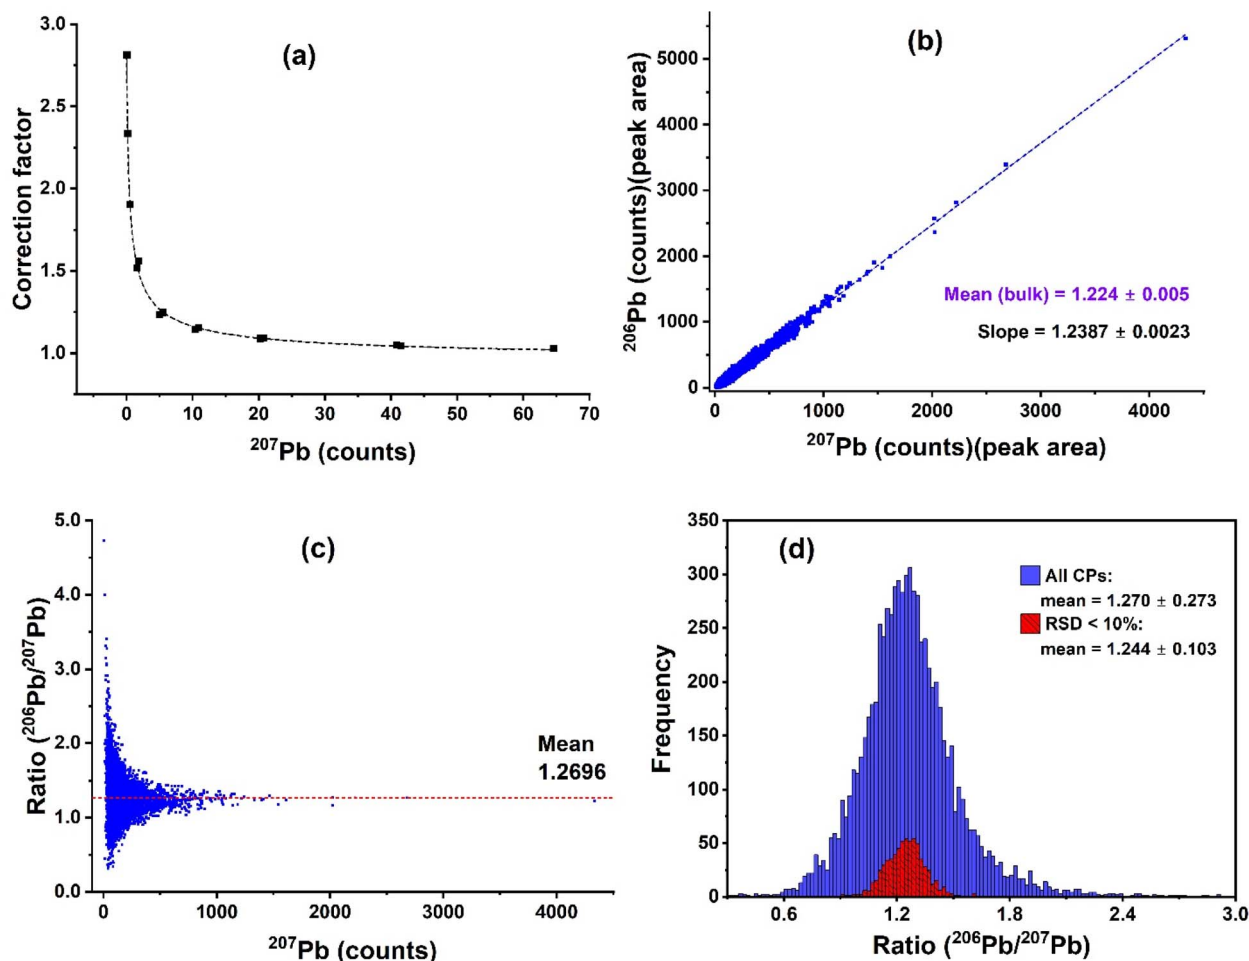 (a)
3.0
2.5
2.0
1.5
1.0
Correction factor
0 10 20 30 40 50 60 70
²⁰⁷Pb (counts)
(b)
5000
4000
3000
2000
1000
0
²⁰⁶Pb (counts)(peak area)
Mean (bulk) = 1.224 ± 0.005
Slope = 1.2387 ± 0.0023
0 1000 2000 3000 4000
²⁰⁷Pb (counts)(peak area)
(c)
5.0
4.0
3.0
2.0
1.0
0.0
Ratio (²⁰⁶Pb/²⁰⁷Pb)
Mean
1.2696
0 1000 2000 3000 4000
²⁰⁷Pb (counts)
(d)
350
300
250
200
150
100
50
0
Frequency
All CPs:
mean = 1.270 ± 0.273
RSD < 10%:
mean = 1.244 ± 0.103
0.6 1.2 1.8 2.4 3.0
Ratio (²⁰⁶Pb/²⁰⁷Pb)